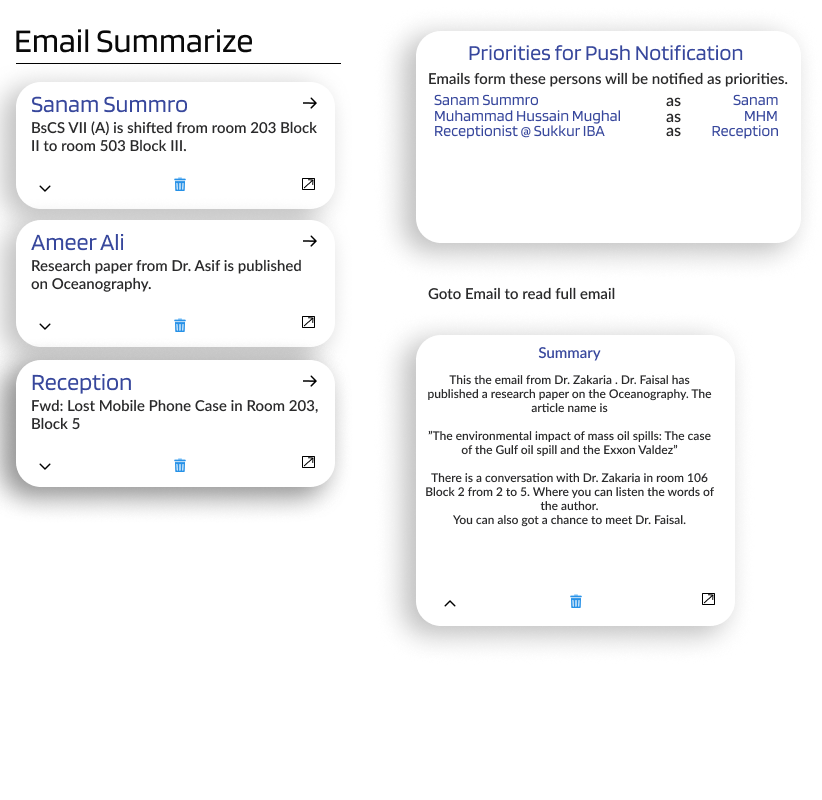 Email Summarize
Sanam Summro
BsCS VII (A) is shifted from room 203 Block
II to room 503 Block III.
Ameer Ali
Research paper from Dr. Asif is published
on Oceanography.
Reception
Fwd: Lost Mobile Phone Case in Room 203,
Block 5
Priorities for Push Notification
Emails form these persons will be notified as priorities.
Sanam Summro as Sanam
Muhammad Hussain Mughal as MHM
Receptionist @ Sukkur IBA as Reception
Goto Email to read full email
Summary
This the email from Dr. Zakaria . Dr. Faisal has
published a research paper on the Oceanography. The
article name is
"The environmental impact of mass oil spills: The case
of the Gulf oil spill and the Exxon Valdez"
There is a conversation with Dr. Zakaria in room 106
Block 2 from 2 to 5. Where you can listen the words of
the author.
You can also got a chance to meet Dr. Faisal.